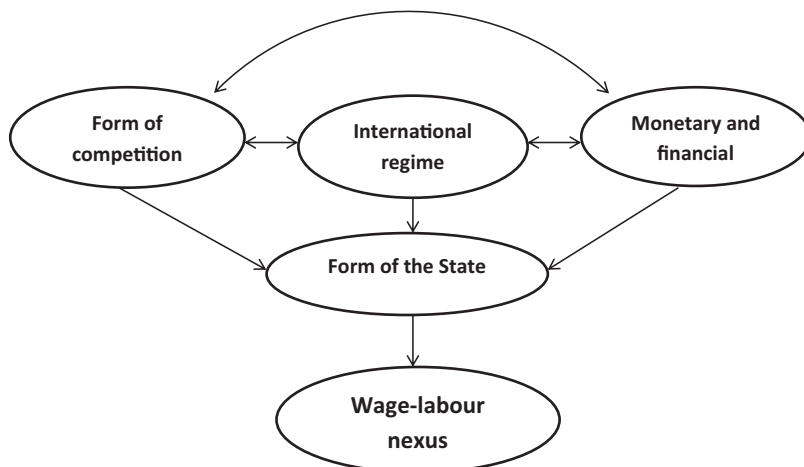 Form of
competition
International
regime
Monetary and
financial
Form of the State
Wage-labour
nexus